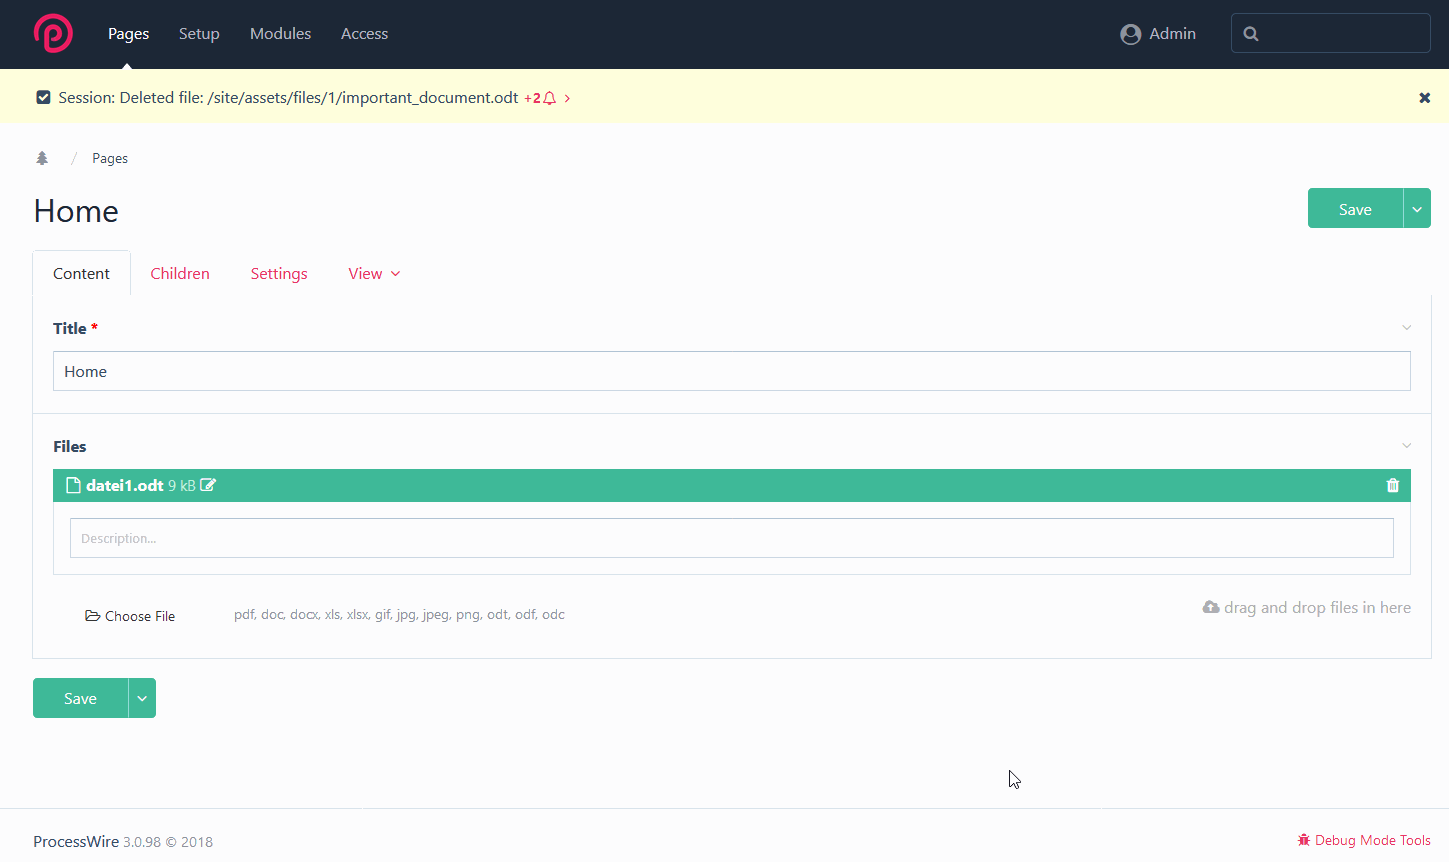 Pages Setup Modules Access Admin
Session: Deleted file: /site/assets/files/1/important_document.odt +2
/ Pages
Home
Save
Content Children Settings View
Title *
Home
Files
datei1.odt 9 kB
Description...
Choose File pdf, doc, docx, xls, xlsx, gif, jpg, jpeg, png, odt, odf, odc drag and drop files in here
Save
ProcessWire 3.0.98 © 2018 Debug Mode Tools